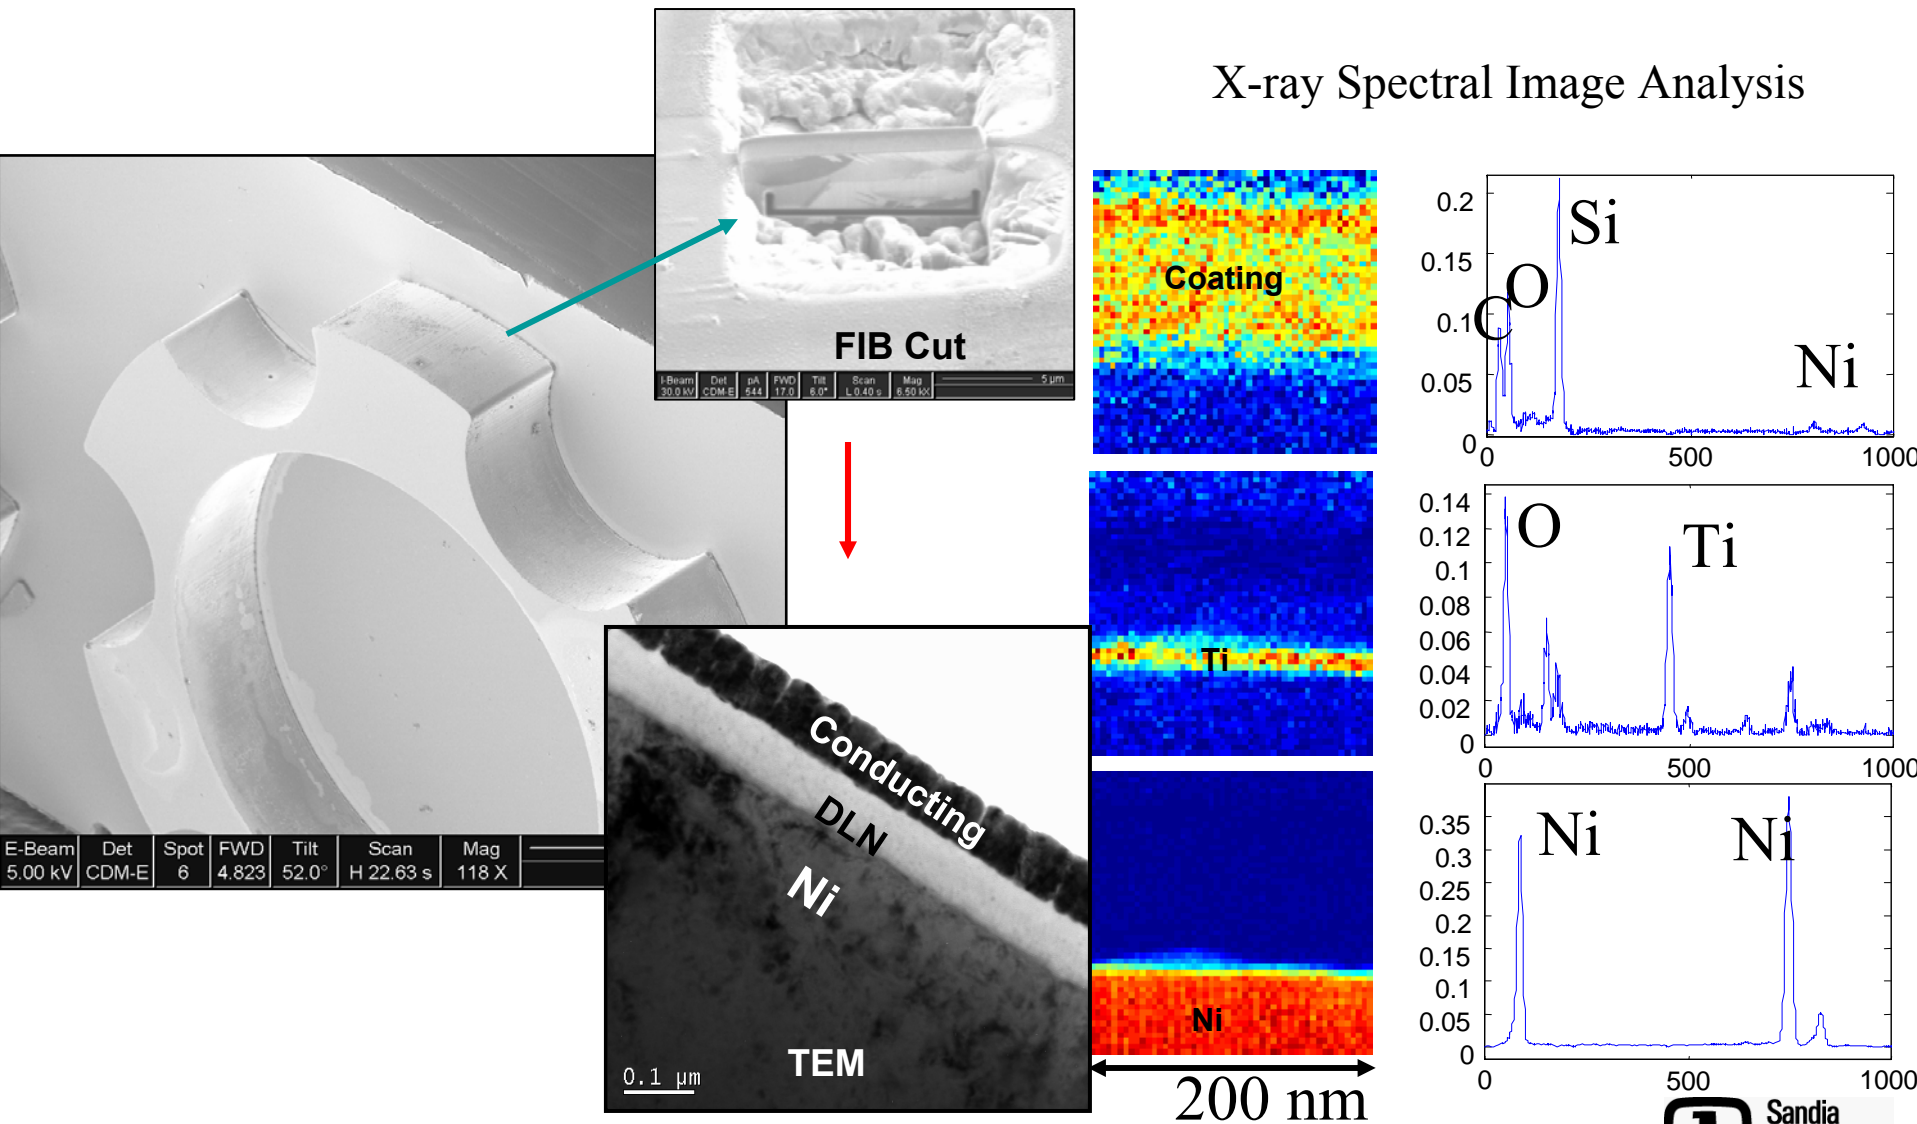 X-ray Spectral Image Analysis
FIB Cut
I-Beam Det pA FWD Tilt Scan Mag 5 µm
30.0 kV CDM-E 544 17.0 6.0° L 0.40 s 6.50 kX
E-Beam Det Spot FWD Tilt Scan Mag
5.00 kV CDM-E 6 4.823 52.0° H 22.63 s 118 X
Conducting
DLN
Ni
TEM
0.1 µm
Coating
Ti
Ni
200 nm
0.2
0.15
0.1
0.05
0
0 500 1000
C
O
Si
Ni
0.14
0.12
0.1
0.08
0.06
0.04
0.02
0
0 500 1000
O
Ti
0.35
0.3
0.25
0.2
0.15
0.1
0.05
0
0 500 1000
Ni
Ni
Sandia